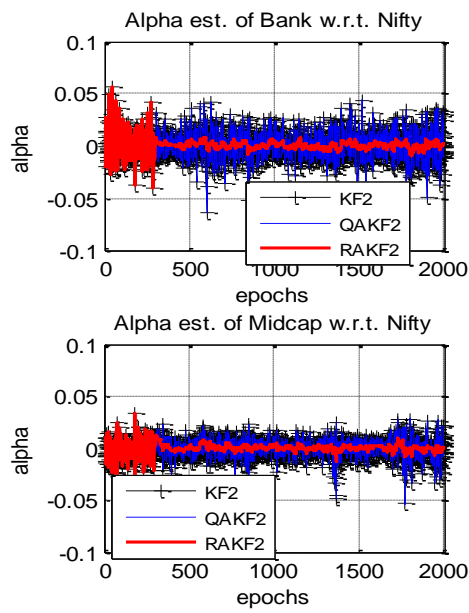 Alpha est. of Bank w.r.t. Nifty
0.1
0.05
0
-0.05
-0.1
alpha
KF2
QAKF2
RAKF2
0 500 1000 1500 2000
epochs
Alpha est. of Midcap w.r.t. Nifty
0.1
0.05
0
-0.05
-0.1
alpha
KF2
QAKF2
RAKF2
0 500 1000 1500 2000
epochs